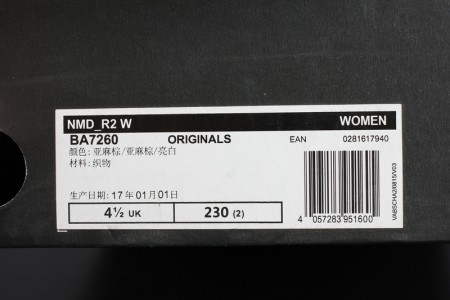 NMD_R2 W WOMEN
BA7260 ORIGINALS EAN 0281617940
颜色: 亚麻棕/亚麻棕/亮白
材料: 织物
生产日期: 17年01月01日
4½ UK 230 (2)
4 057283 951600